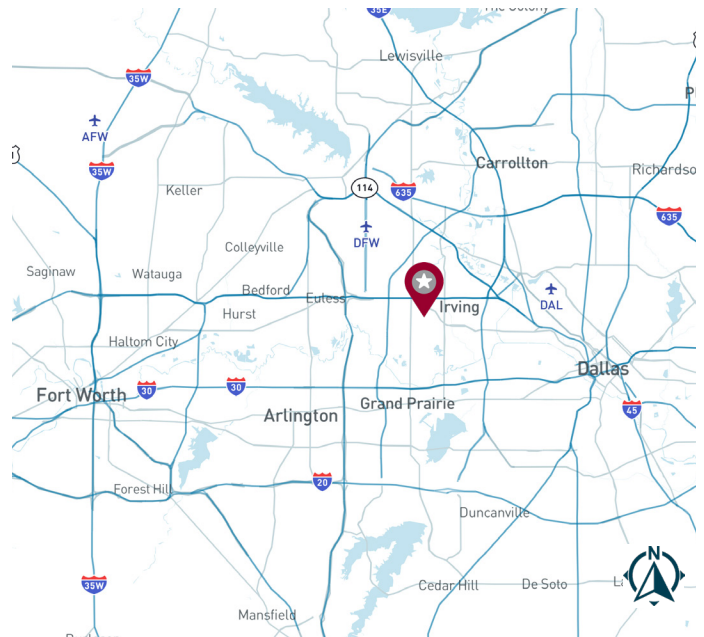 35E
The Colony
Lewisville
35W
AFW
35W
Keller
114
635
Carrollton
Richardso
635
DFW
Colleyville
Saginaw
Watauga
Bedford
Euless
Hurst
Irving
DAL
Haltom City
Fort Worth
30
30
Arlington
Grand Prairie
Dallas
45
Forest Hill
20
Duncanville
35W
Cedar Hill
De Soto
N
Mansfield